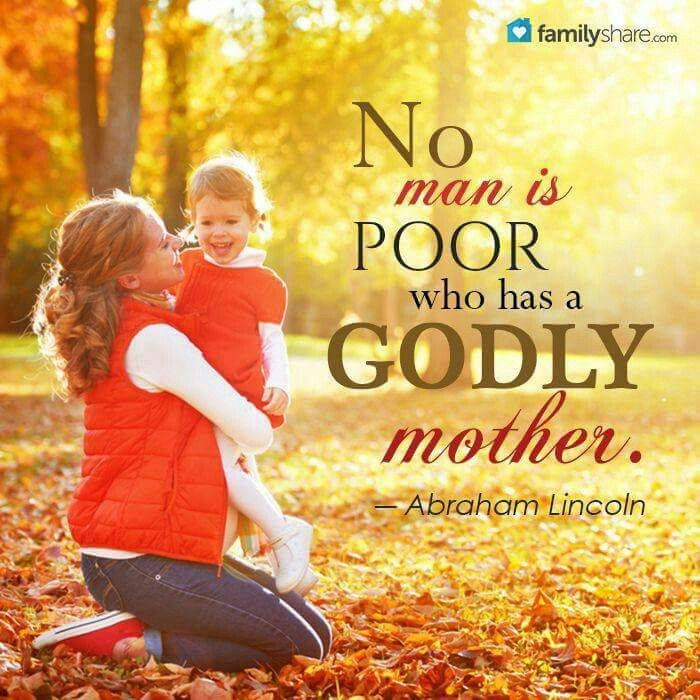 familyshare.com
No
man is
POOR
who has a
GODLY
mother.
— Abraham Lincoln